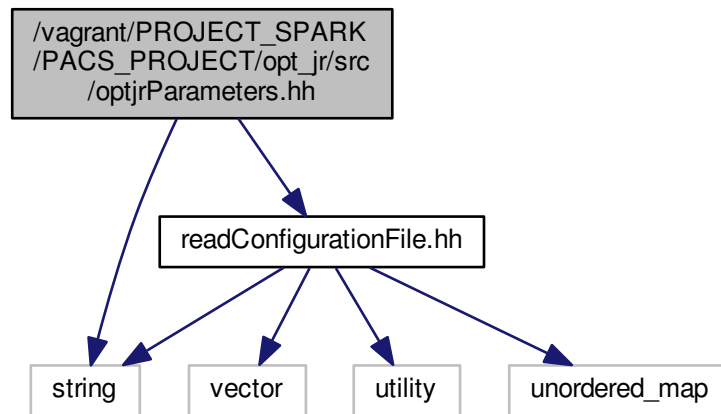 /vagrant/PROJECT_SPARK
/PACS_PROJECT/opt_jr/src
/optjrParameters.hh
readConfigurationFile.hh
string
vector
utility
unordered_map